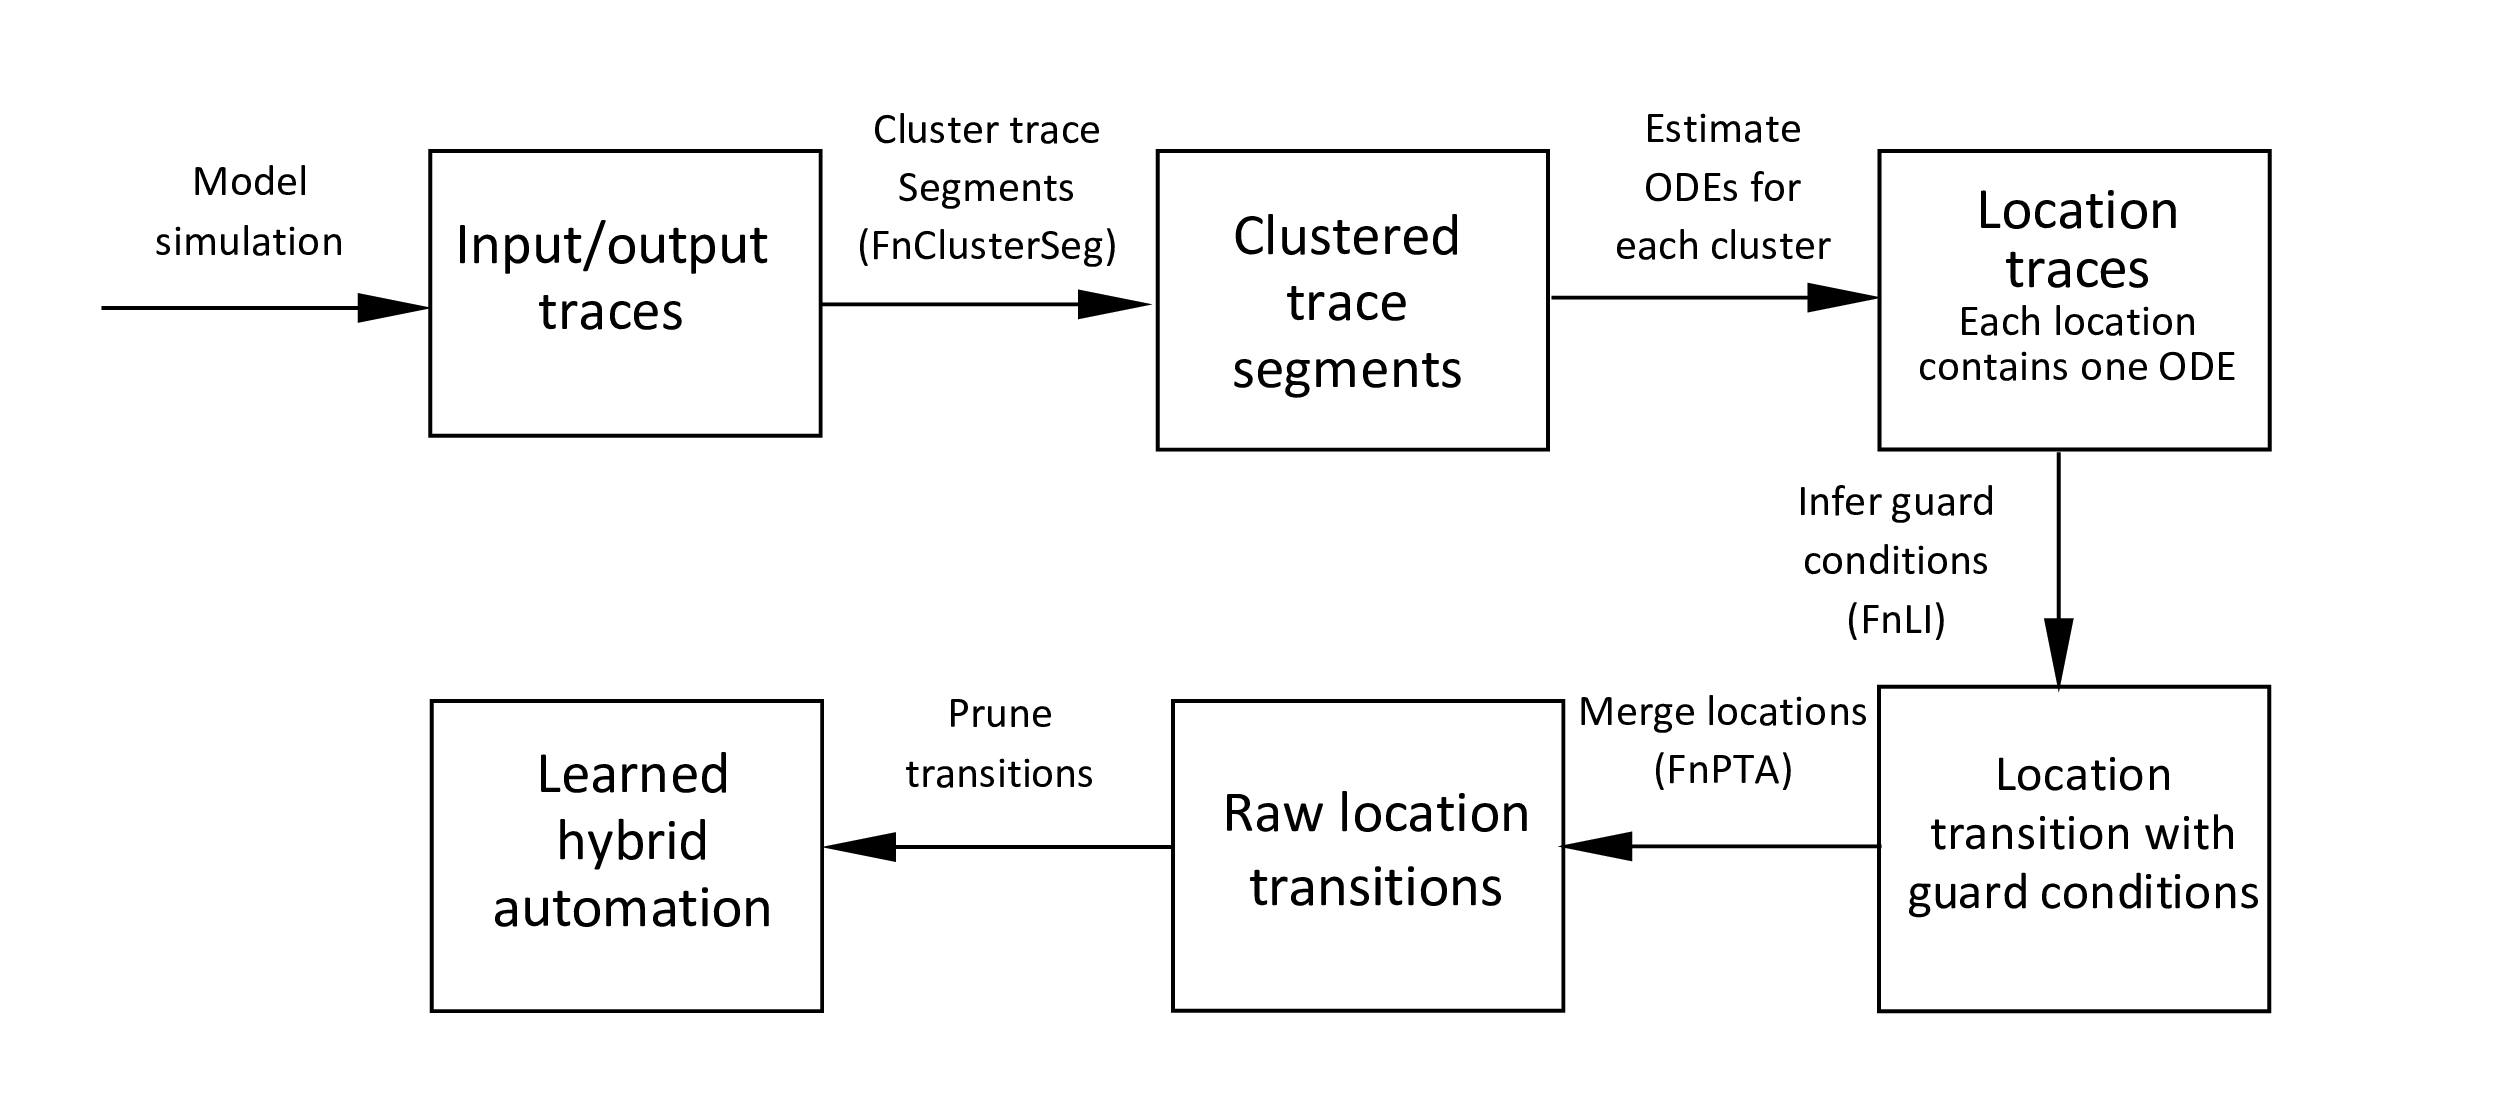 Model
simulation
Input/output
traces
Cluster trace
Segments
(FnClusterSeg)
Clustered
trace
segments
Estimate
ODEs for
each cluster
Location
traces
Each location
contains one ODE
Infer guard
conditions
(FnLI)
Location
transition with
guard conditions
Merge locations
(FnPTA)
Raw location
transitions
Prune
transitions
Learned
hybrid
automation